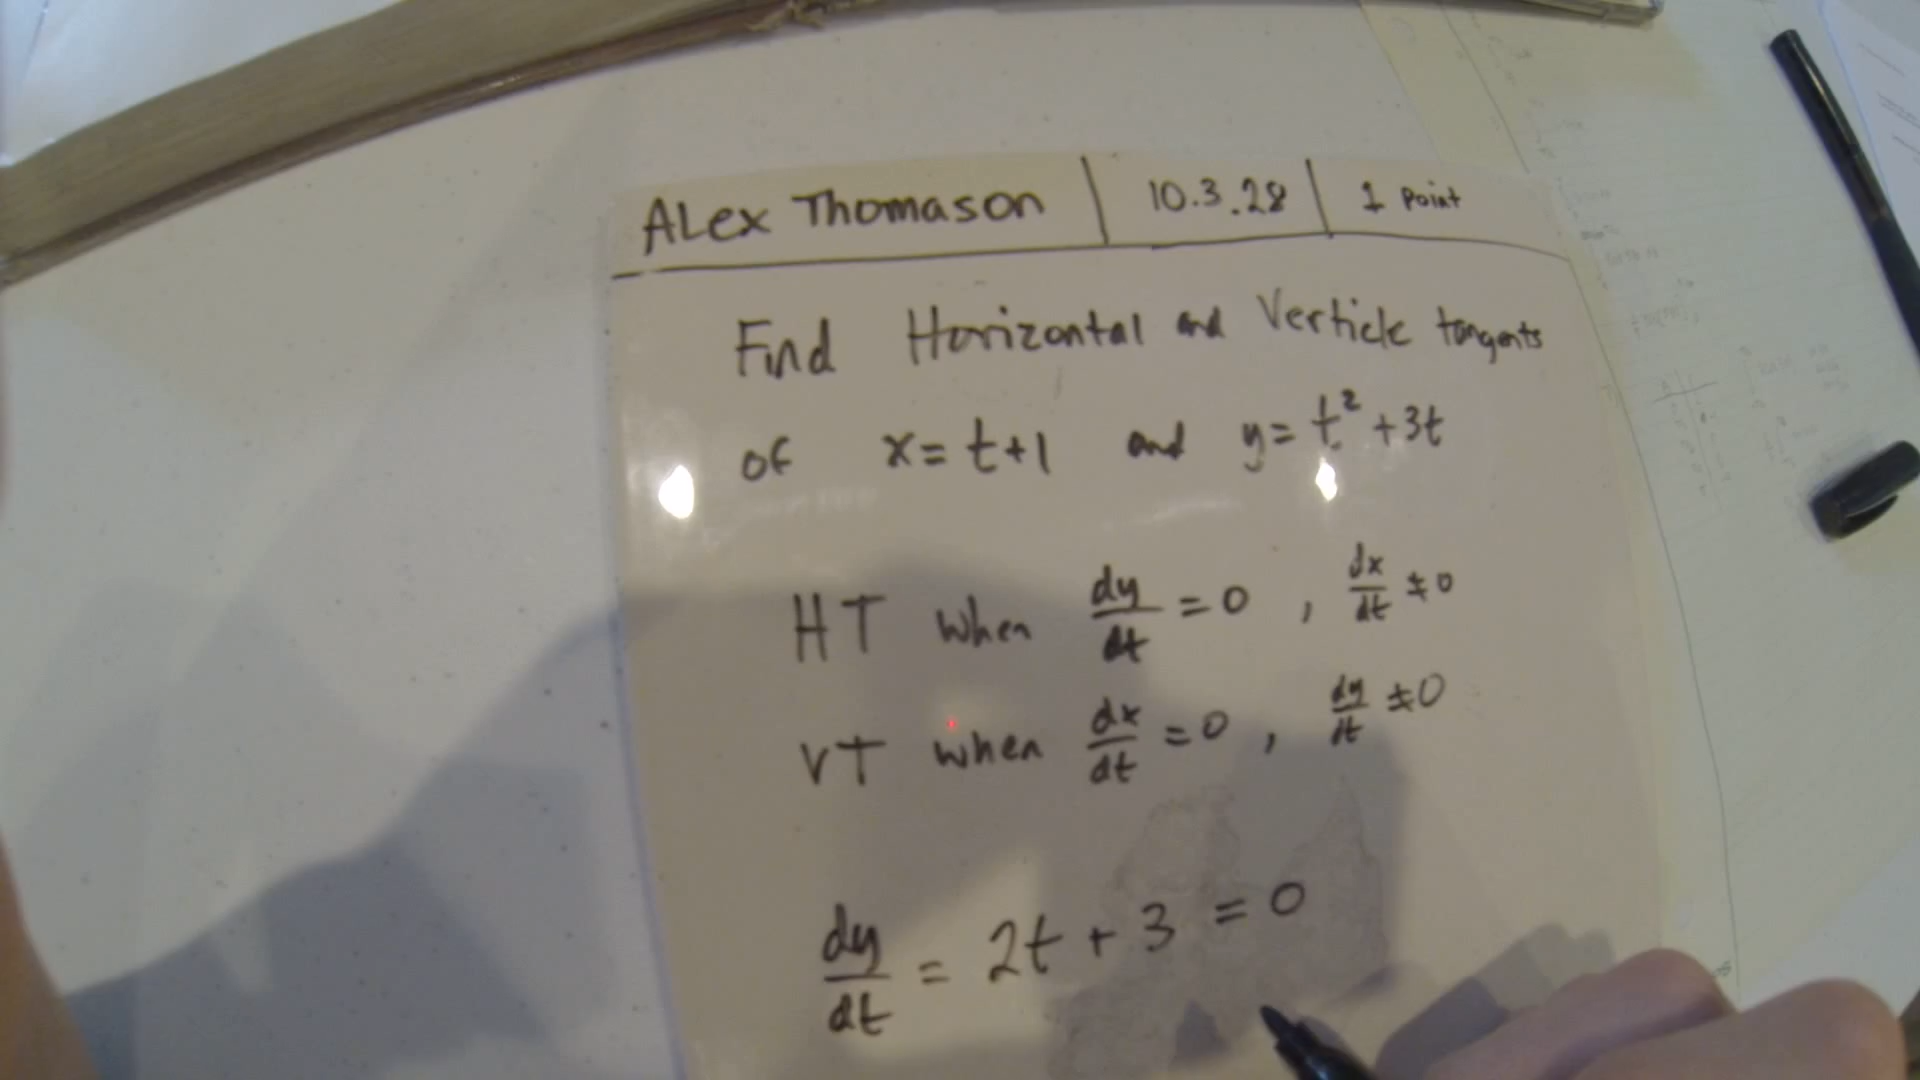 ALex Thomason | 10.3.28 | 1 Point
Find Horizontal and Verticle tangents
of x = t+1 and y = t² + 3t
HT when dy/dt = 0 , dx/dt ≠ 0
VT when dx/dt = 0 , dy/dt ≠ 0
dy/dt = 2t + 3 = 0